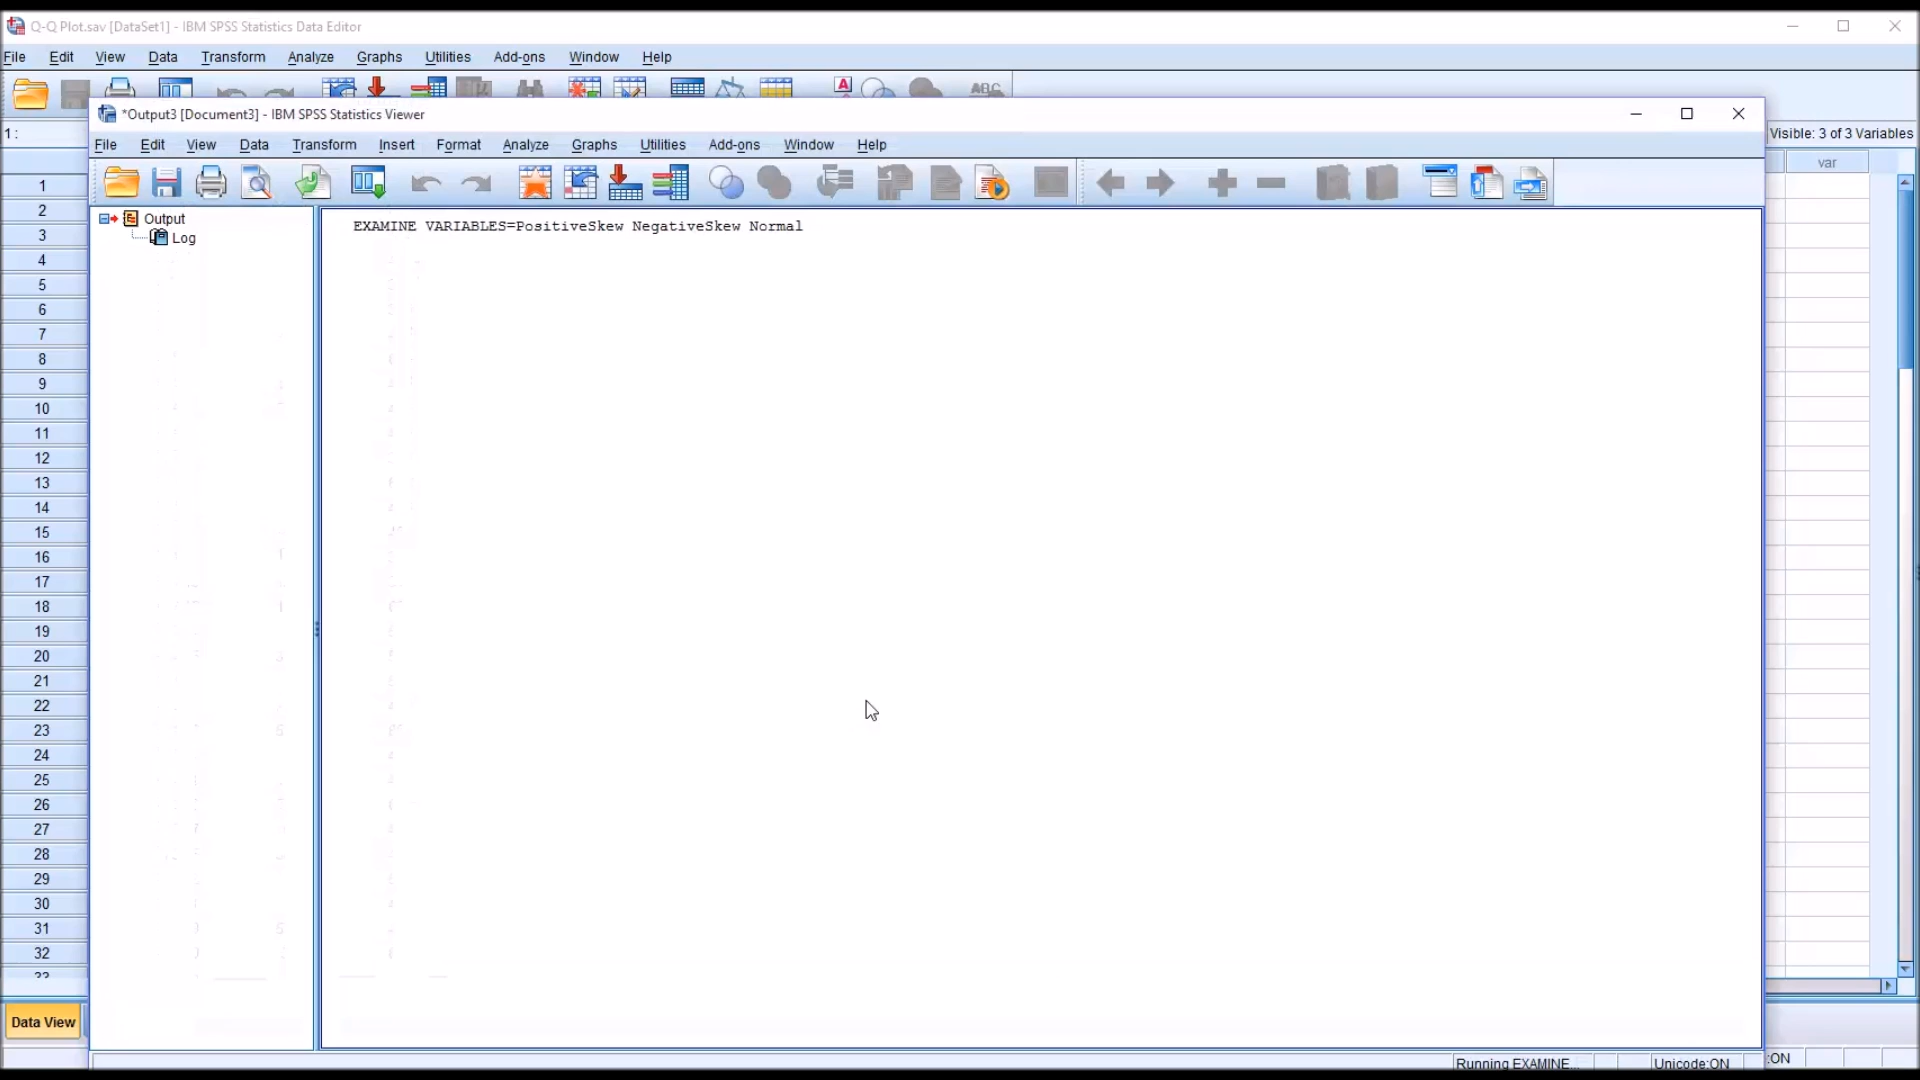 Q-Q Plot.sav [DataSet1] - IBM SPSS Statistics Data Editor
File Edit View Data Transform Analyze Graphs Utilities Add-ons Window Help
*Output3 [Document3] - IBM SPSS Statistics Viewer
1 :
Visible: 3 of 3 Variables
File Edit View Data Transform Insert Format Analyze Graphs Utilities Add-ons Window Help
var
Output
Log
EXAMINE VARIABLES=PositiveSkew NegativeSkew Normal
1
2
3
4
5
6
7
8
9
10
11
12
13
14
15
16
17
18
19
20
21
22
23
24
25
26
27
28
29
30
31
32
33
Data View
Running EXAMINE...
Unicode:ON
:ON